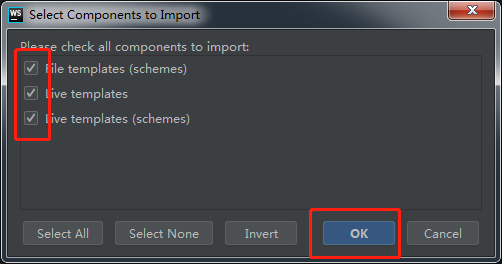 WS Select Components to Import
Please check all components to import:
File templates (schemes)
Live templates
Live templates (schemes)
Select All Select None Invert OK Cancel